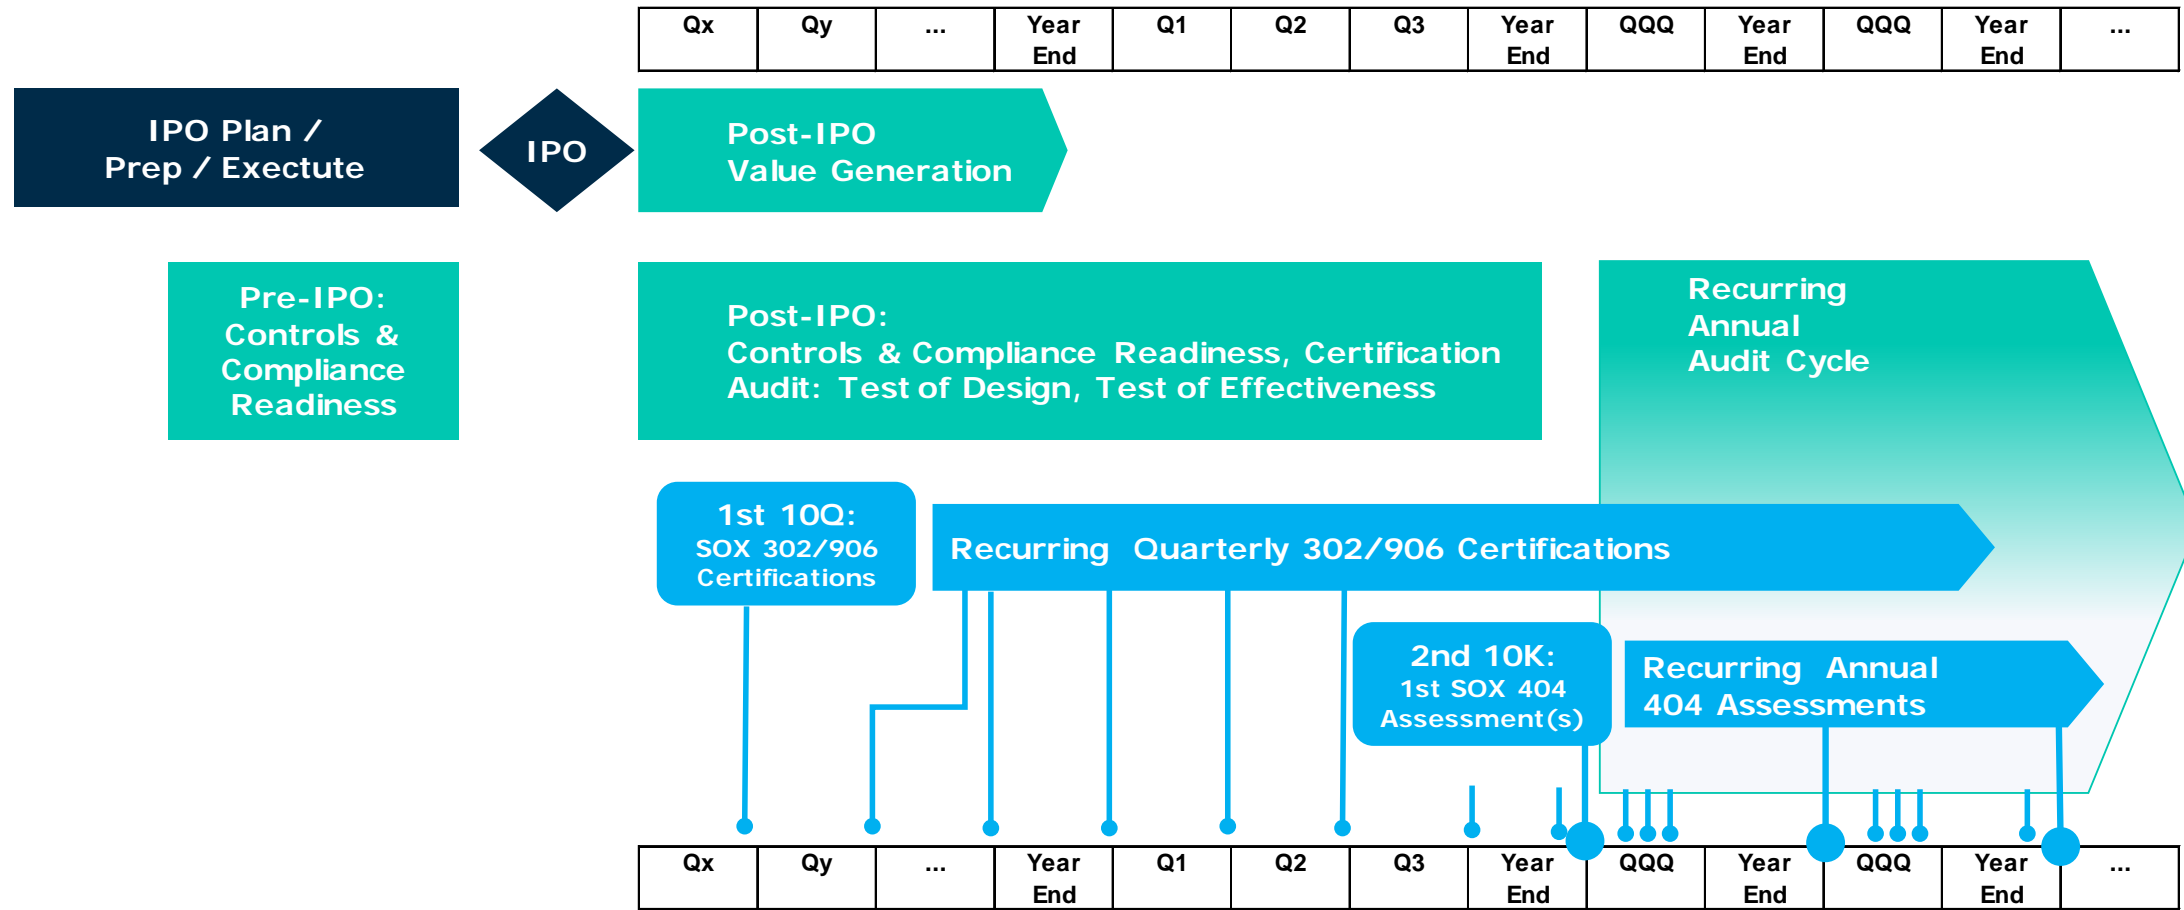 Qx Qy ... Year End Q1 Q2 Q3 Year End QQQ Year End QQQ Year End ...
IPO Plan /
Prep / Exectute
IPO
Post-IPO
Value Generation
Pre-IPO:
Controls &
Compliance
Readiness
Post-IPO:
Controls & Compliance Readiness, Certification
Audit: Test of Design, Test of Effectiveness
Recurring
Annual
Audit Cycle
1st 10Q:
SOX 302/906
Certifications
Recurring Quarterly 302/906 Certifications
2nd 10K:
1st SOX 404
Assessment(s)
Recurring Annual
404 Assessments
Qx Qy ... Year End Q1 Q2 Q3 Year End QQQ Year End QQQ Year End ...